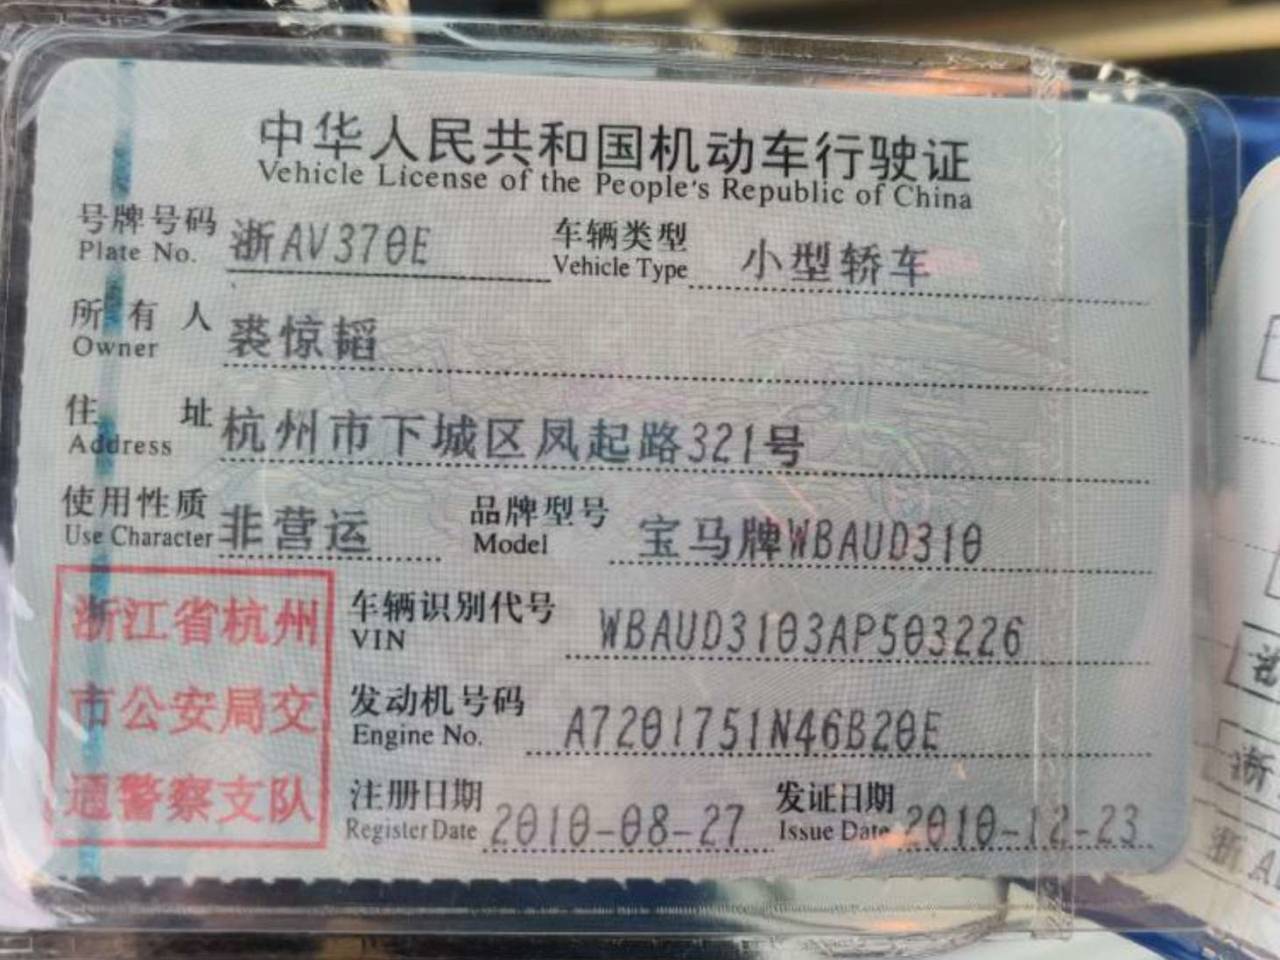 中华人民共和国机动车行驶证
Vehicle License of the People's Republic of China
号牌号码 浙AV370E 车辆类型 小型轿车
Plate No. Vehicle Type
所有人 裘惊韬
Owner
住址 杭州市下城区凤起路321号
Address
使用性质 非营运 品牌型号 宝马牌WBAUD310
Use Character Model
浙江省杭州
市公安局交
通警察支队
车辆识别代号 WBAUD3103AP503226
VIN
发动机号码 A7201751N46B20E
Engine No.
注册日期 2010-08-27 发证日期 2010-12-23
Register Date Issue Date